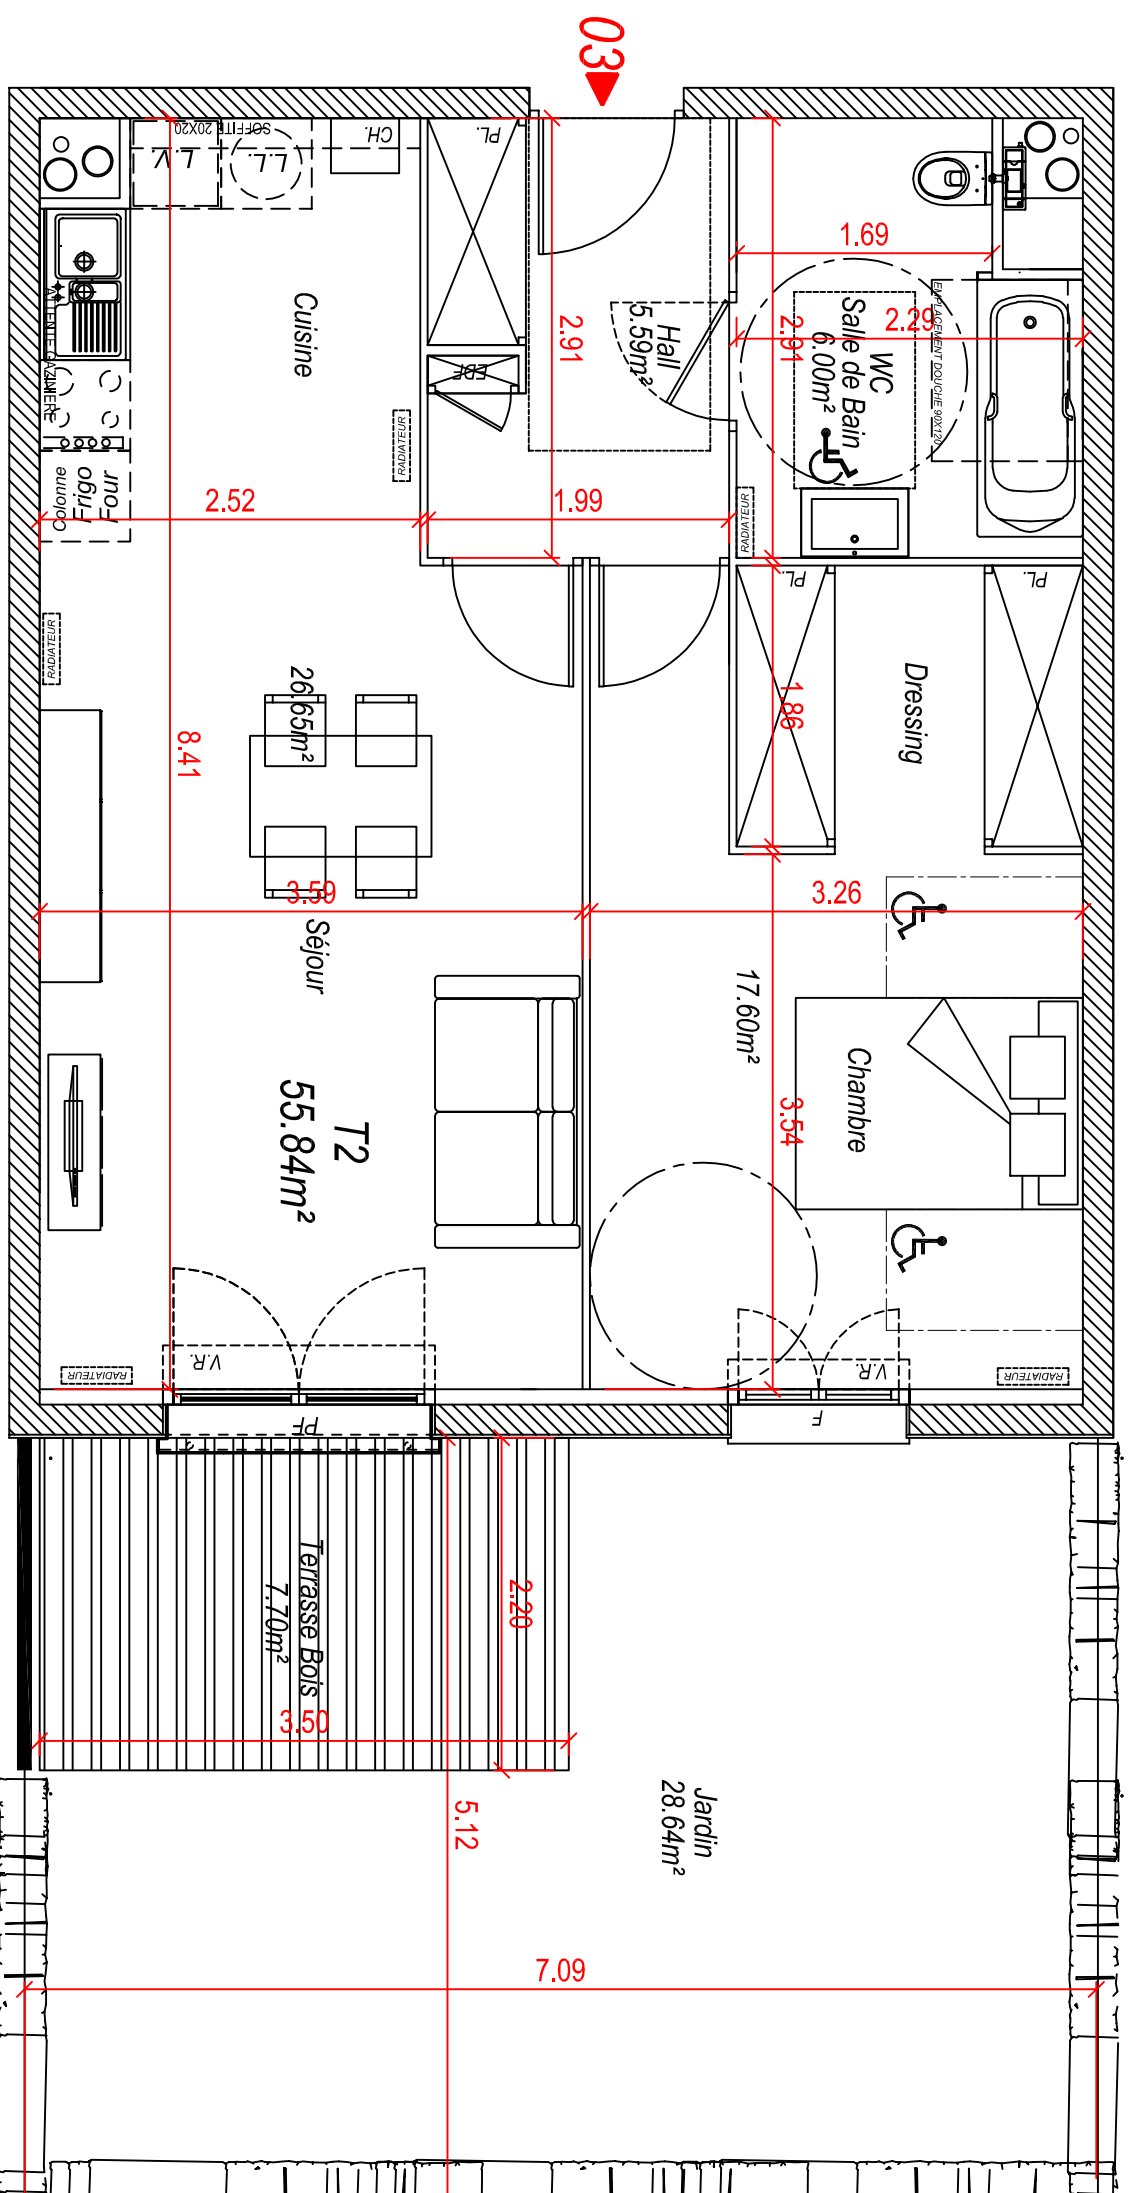 03
SOFFITE 20X20
L.V.
L.L.
CH.
PL.
ATTENTE GAZINIERE
Cuisine
EDF
Hall
5.59m²
2.91
1.69
2.91
2.29
WC
Salle de Bain
6.00m²
EMPLACEMENT DOUCHE 90X120
RADIATEUR
RADIATEUR
Colonne
Frigo
Four
2.52
1.99
PL.
PL.
RADIATEUR
26.65m²
8.41
1.86
Dressing
3.59
3.26
Séjour
17.60m²
Chambre
3.54
T2
55.84m²
V.R.
V.R.
RADIATEUR
RADIATEUR
PF
F
Terrasse Bois
7.70m²
2.20
3.50
5.12
Jardin
28.64m²
7.09